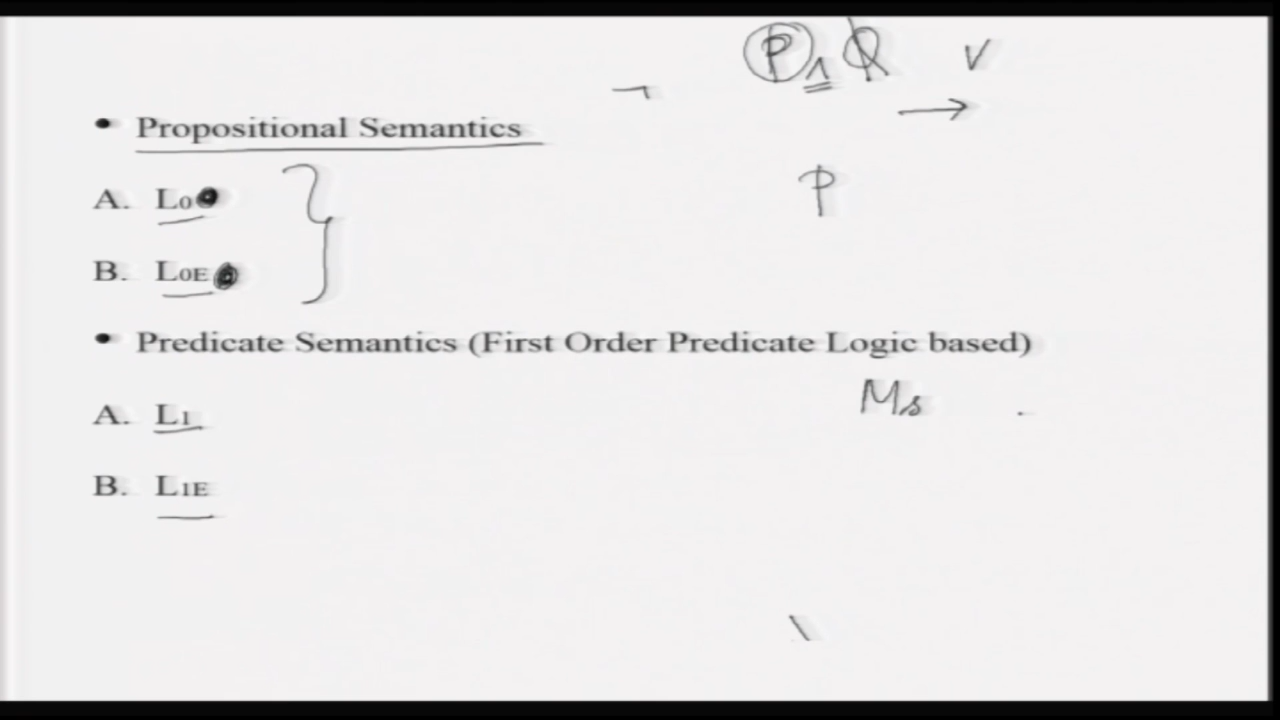 P ∧ Q ∨
¬ →
• Propositional Semantics
P
A. L0
B. L0E
• Predicate Semantics (First Order Predicate Logic based)
Ms
A. L1
B. L1E